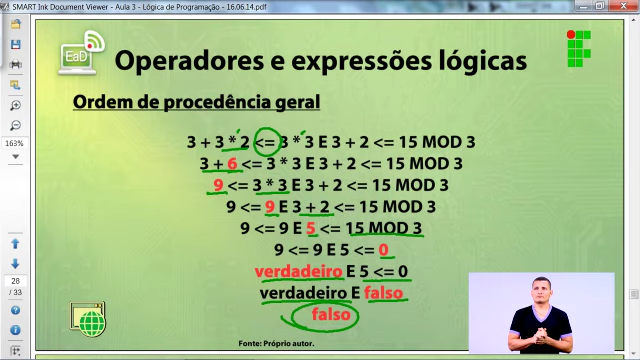 SMART Ink Document Viewer - Aula 3 - Lógica de Programação - 16.06.14.pdf
EaD
Operadores e expressões lógicas
Ordem de procedência geral
3 + 3 * 2 <= 3 * 3 E 3 + 2 <= 15 MOD 3
3 + 6 <= 3 * 3 E 3 + 2 <= 15 MOD 3
9 <= 3 * 3 E 3 + 2 <= 15 MOD 3
9 <= 9 E 3 + 2 <= 15 MOD 3
9 <= 9 E 5 <= 15 MOD 3
9 <= 9 E 5 <= 0
verdadeiro E 5 <= 0
verdadeiro E falso
falso
Fonte: Próprio autor.
163%
28
/ 33